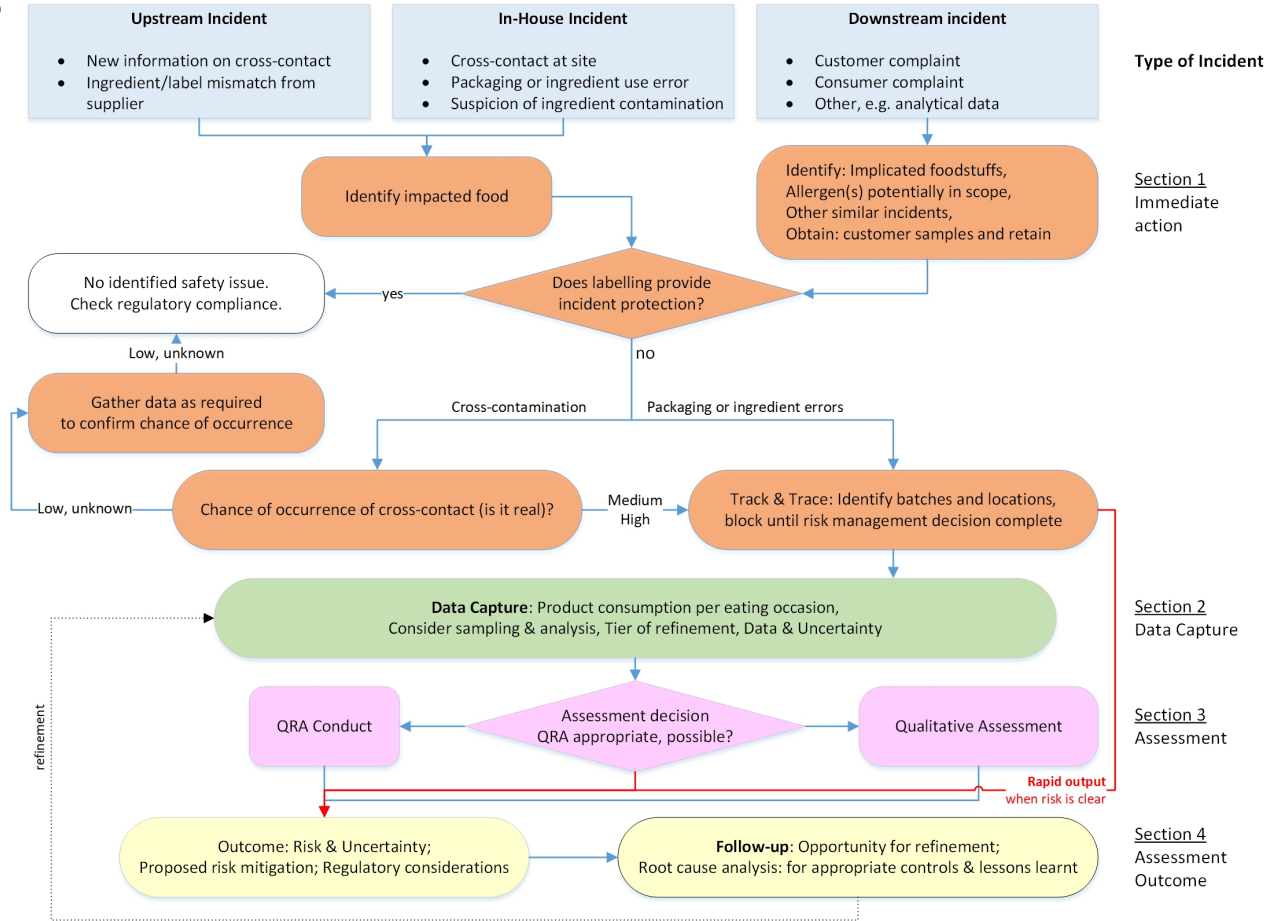 Upstream Incident
• New information on cross-contact
• Ingredient/label mismatch from
supplier
In-House Incident
• Cross-contact at site
• Packaging or ingredient use error
• Suspicion of ingredient contamination
Downstream incident
• Customer complaint
• Consumer complaint
• Other, e.g. analytical data
Type of Incident
Identify impacted food
Identify: Implicated foodstuffs,
Allergen(s) potentially in scope,
Other similar incidents,
Obtain: customer samples and retain
Section 1
Immediate
action
No identified safety issue.
Check regulatory compliance.
yes
Does labelling provide
incident protection?
no
Low, unknown
Gather data as required
to confirm chance of occurrence
Cross-contamination
Packaging or ingredient errors
Low, unknown
Chance of occurrence of cross-contact (is it real)?
Medium
High
Track & Trace: Identify batches and locations,
block until risk management decision complete
Data Capture: Product consumption per eating occasion,
Consider sampling & analysis, Tier of refinement, Data & Uncertainty
Section 2
Data Capture
refinement
QRA Conduct
Assessment decision
QRA appropriate, possible?
Qualitative Assessment
Section 3
Assessment
Rapid output
when risk is clear
Outcome: Risk & Uncertainty;
Proposed risk mitigation; Regulatory considerations
Follow-up: Opportunity for refinement;
Root cause analysis: for appropriate controls & lessons learnt
Section 4
Assessment
Outcome